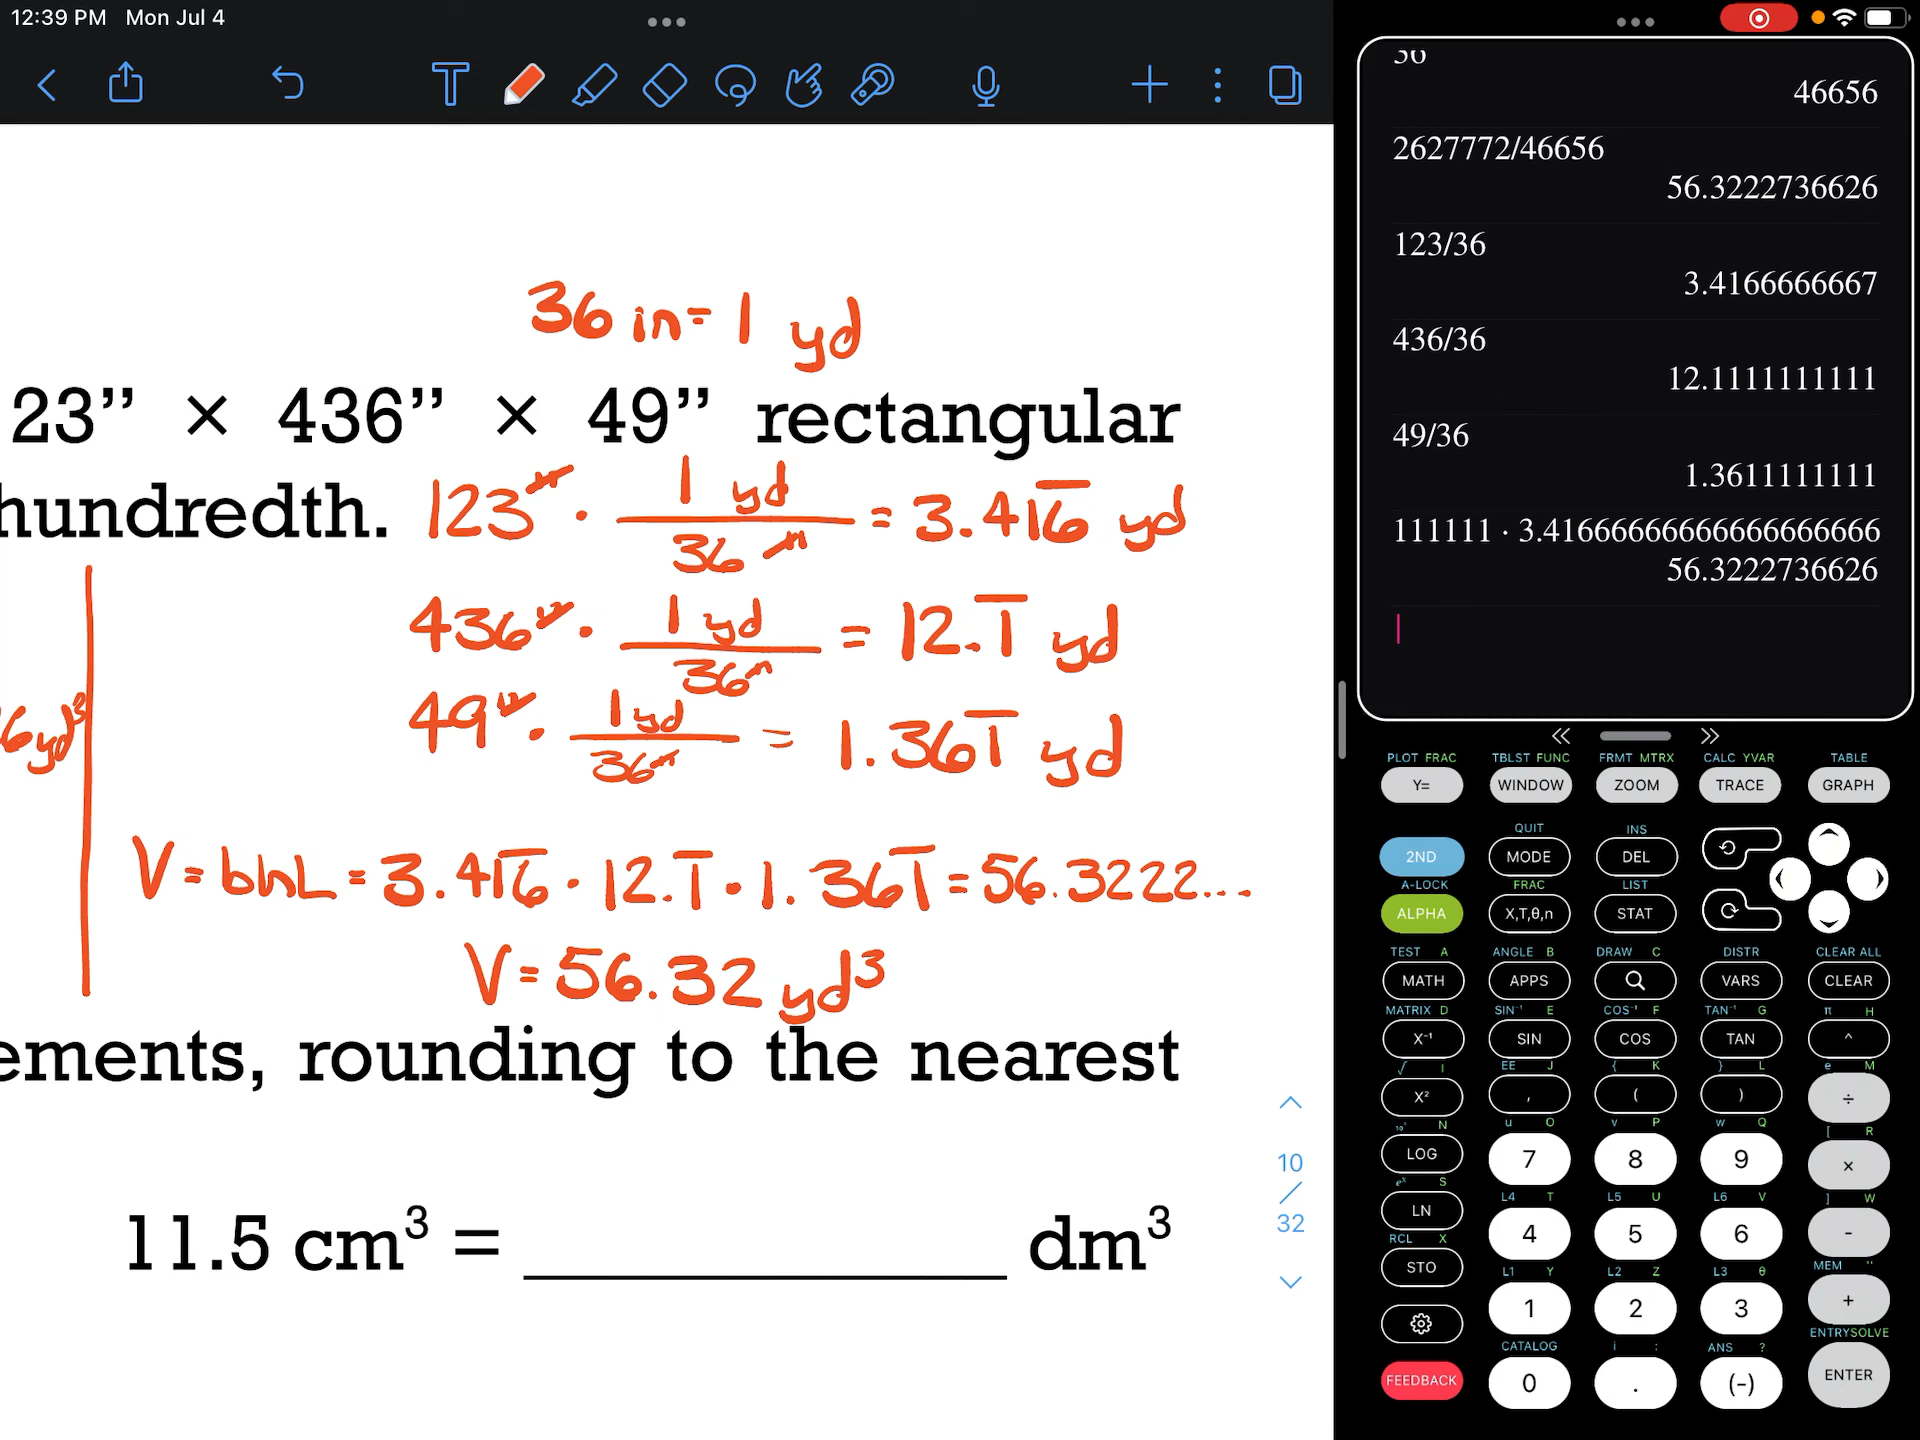 12:39 PM Mon Jul 4
T
36 in = 1 yd
23” × 436” × 49” rectangular
hundredth.
123 in · 1 yd / 36 in = 3.416̅ yd
436 in · 1 yd / 36 in = 12.1̅ yd
49 in · 1 yd / 36 in = 1.361̅ yd
6 yd³
V = bhL = 3.416̅ · 12.1̅ · 1.361̅ = 56.3222...
V = 56.32 yd³
ements, rounding to the nearest
11.5 cm³ = ____________ dm³
10
/
32
36
46656
2627772/46656
56.3222736626
123/36
3.4166666667
436/36
12.1111111111
49/36
1.3611111111
111111 · 3.41666666666666666666
56.3222736626
PLOT FRAC TBLST FUNC FRMT MTRX CALC YVAR TABLE
Y= WINDOW ZOOM TRACE GRAPH
QUIT INS
2ND MODE DEL
A-LOCK FRAC LIST
ALPHA X,T,θ,n STAT
TEST A ANGLE B DRAW C DISTR CLEAR ALL
MATH APPS VARS CLEAR
MATRIX D SIN⁻¹ E COS⁻¹ F TAN⁻¹ G π H
X⁻¹ SIN COS TAN ^
√ I EE J { K } L e M
X² , ( ) ÷
10ˣ N u O v P w Q [ R
LOG 7 8 9 ×
eˣ S L4 T L5 U L6 V ] W
LN 4 5 6 -
RCL X L1 Y L2 Z L3 θ MEM "
STO 1 2 3 +
CATALOG i : ANS ? ENTRY SOLVE
FEEDBACK 0 . (-) ENTER